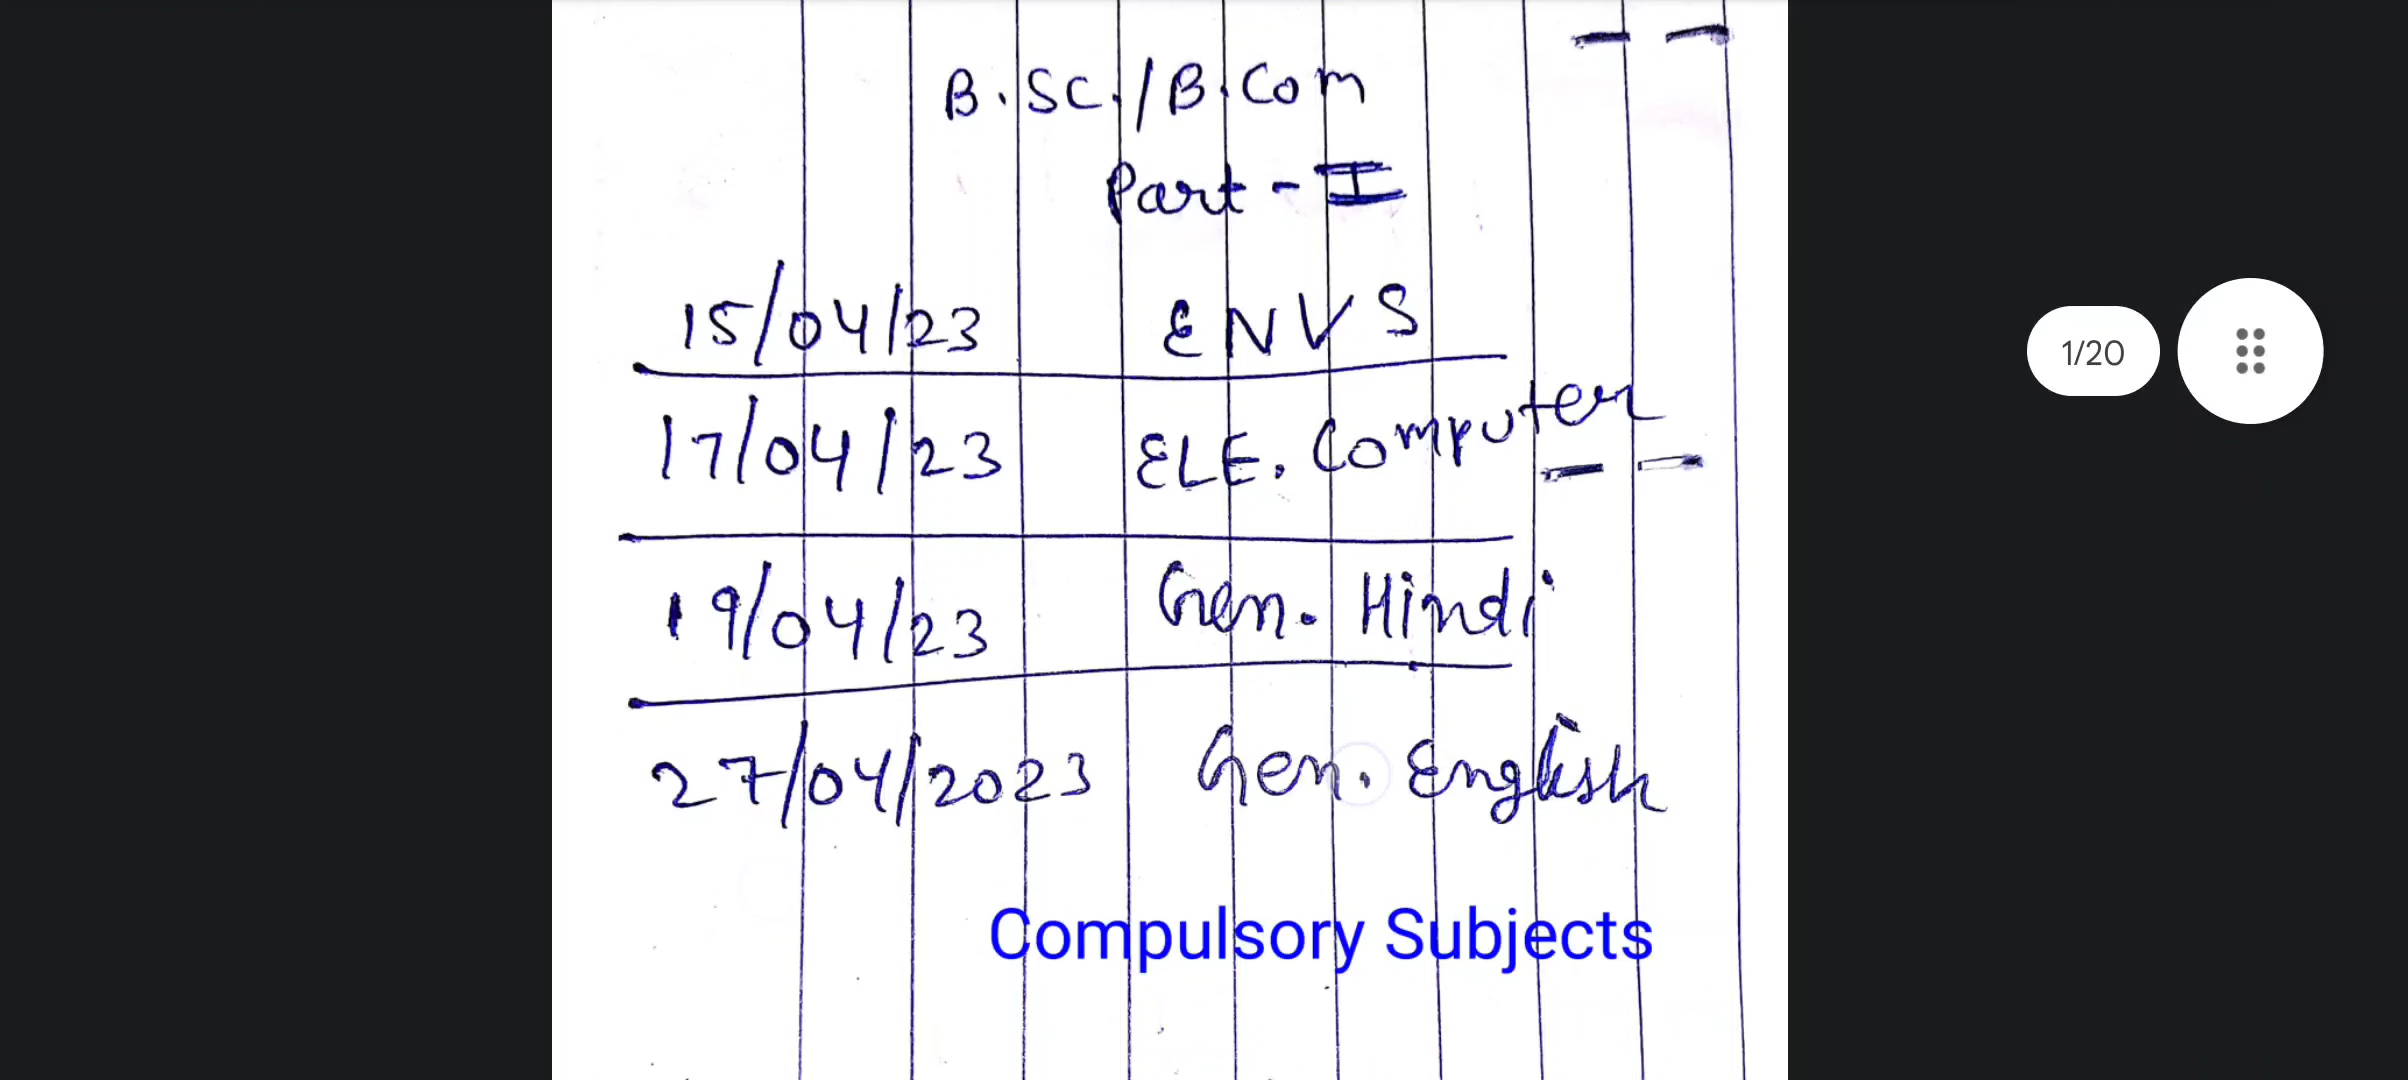 B.SC./B.Com
Part - I
15/04/23 ENVS
17/04/23 ELE. Computer
19/04/23 Gen. Hindi
27/04/2023 Gen. English
Compulsory Subjects
1/20